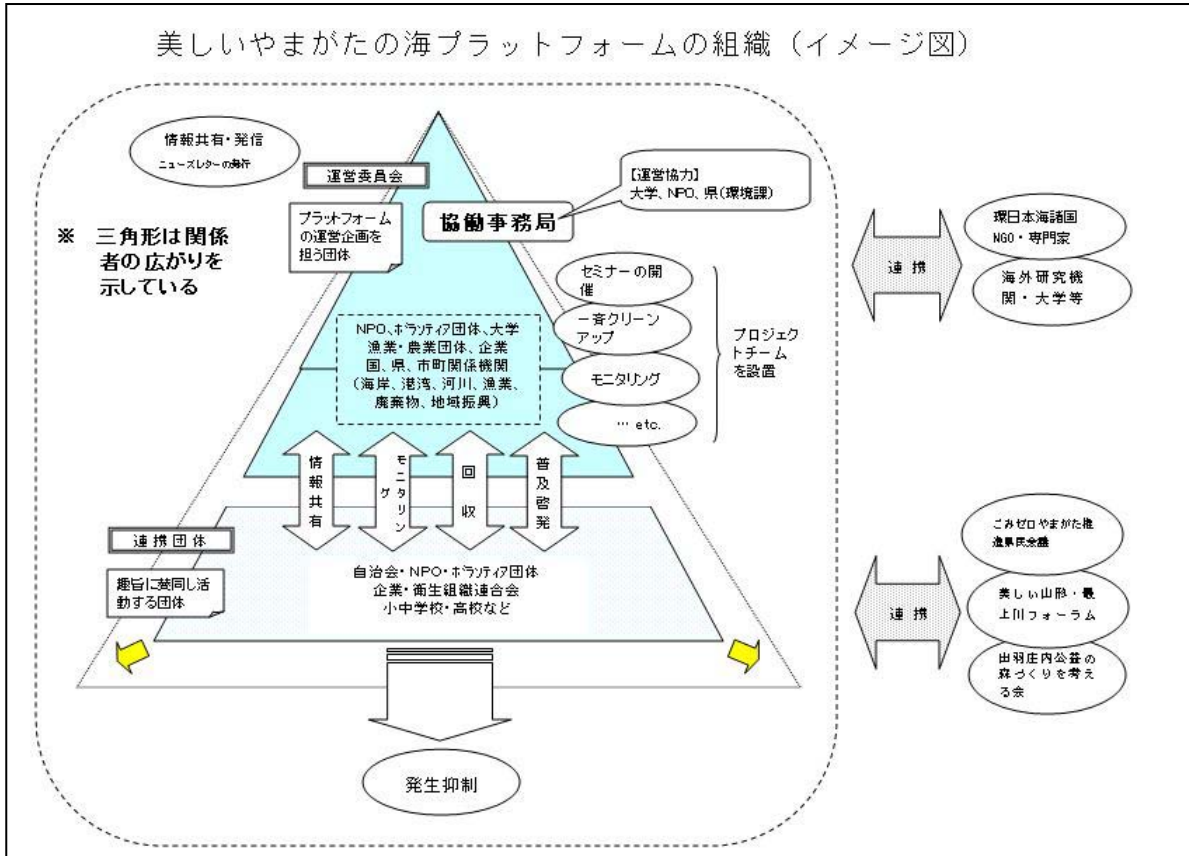 美しいやまがたの海プラットフォームの組織（イメージ図）
情報共有・発信
ニュースレターの発行
運営委員会
プラットフォーム
の運営企画を
担う団体
【運営協力】
大学、NPO、県（環境課）
協働事務局
※ 三角形は関係
者の広がりを
示している
セミナーの開
催
一斉クリーン
アップ
モニタリング
… etc.
プロジェク
トチーム
を設置
NPO、ボランティア団体、大学
漁業・農業団体、企業
国、県、市町関係機関
（海岸、港湾、河川、漁業、
廃棄物、地域振興）
情報共有
モニタリング
回収
普及啓発
連携団体
趣旨に賛同し活
動する団体
自治会・NPO・ボランティア団体
企業・衛生組織連合会
小中学校・高校など
発生抑制
連携
環日本海諸国
NGO・専門家
海外研究機
関・大学等
連携
ごみゼロやまがた推
進県民会議
美しい山形・最
上川フォーラム
出羽庄内公益の
森づくりを考え
る会